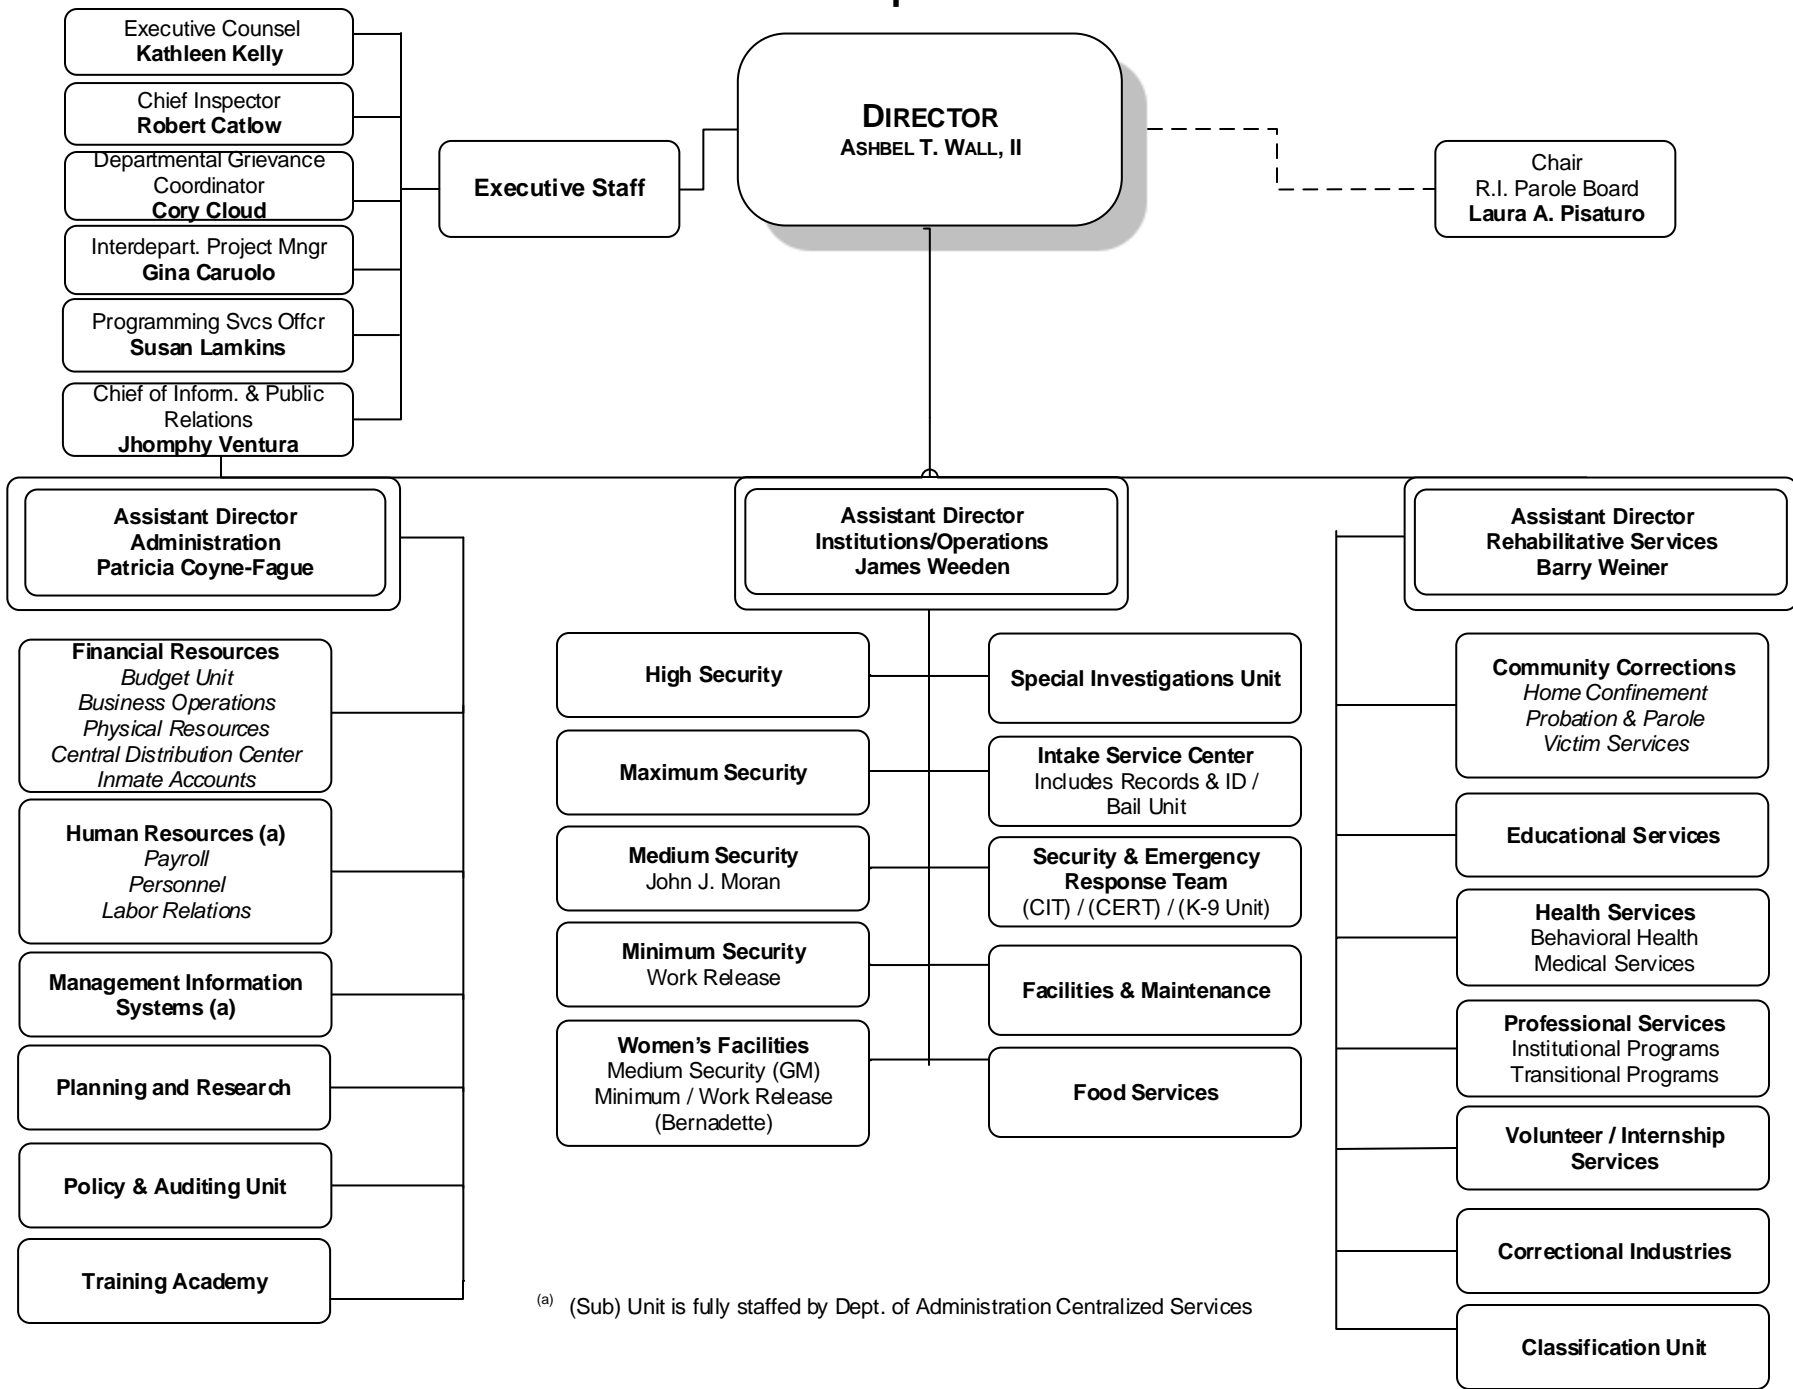 Executive Counsel
Kathleen Kelly
Chief Inspector
Robert Catlow
Departmental Grievance
Coordinator
Cory Cloud
Interdepart. Project Mngr
Gina Caruolo
Programming Svcs Offcr
Susan Lamkins
Chief of Inform. & Public
Relations
Jhomphy Ventura
Executive Staff
DIRECTOR
ASHBEL T. WALL, II
Chair
R.I. Parole Board
Laura A. Pisaturo
Assistant Director
Administration
Patricia Coyne-Fague
Financial Resources
Budget Unit
Business Operations
Physical Resources
Central Distribution Center
Inmate Accounts
Human Resources (a)
Payroll
Personnel
Labor Relations
Management Information
Systems (a)
Planning and Research
Policy & Auditing Unit
Training Academy
Assistant Director
Institutions/Operations
James Weeden
High Security
Maximum Security
Medium Security
John J. Moran
Minimum Security
Work Release
Women's Facilities
Medium Security (GM)
Minimum / Work Release
(Bernadette)
Special Investigations Unit
Intake Service Center
Includes Records & ID /
Bail Unit
Security & Emergency
Response Team
(CIT) / (CERT) / (K-9 Unit)
Facilities & Maintenance
Food Services
Assistant Director
Rehabilitative Services
Barry Weiner
Community Corrections
Home Confinement
Probation & Parole
Victim Services
Educational Services
Health Services
Behavioral Health
Medical Services
Professional Services
Institutional Programs
Transitional Programs
Volunteer / Internship
Services
Correctional Industries
Classification Unit
(a) (Sub) Unit is fully staffed by Dept. of Administration Centralized Services